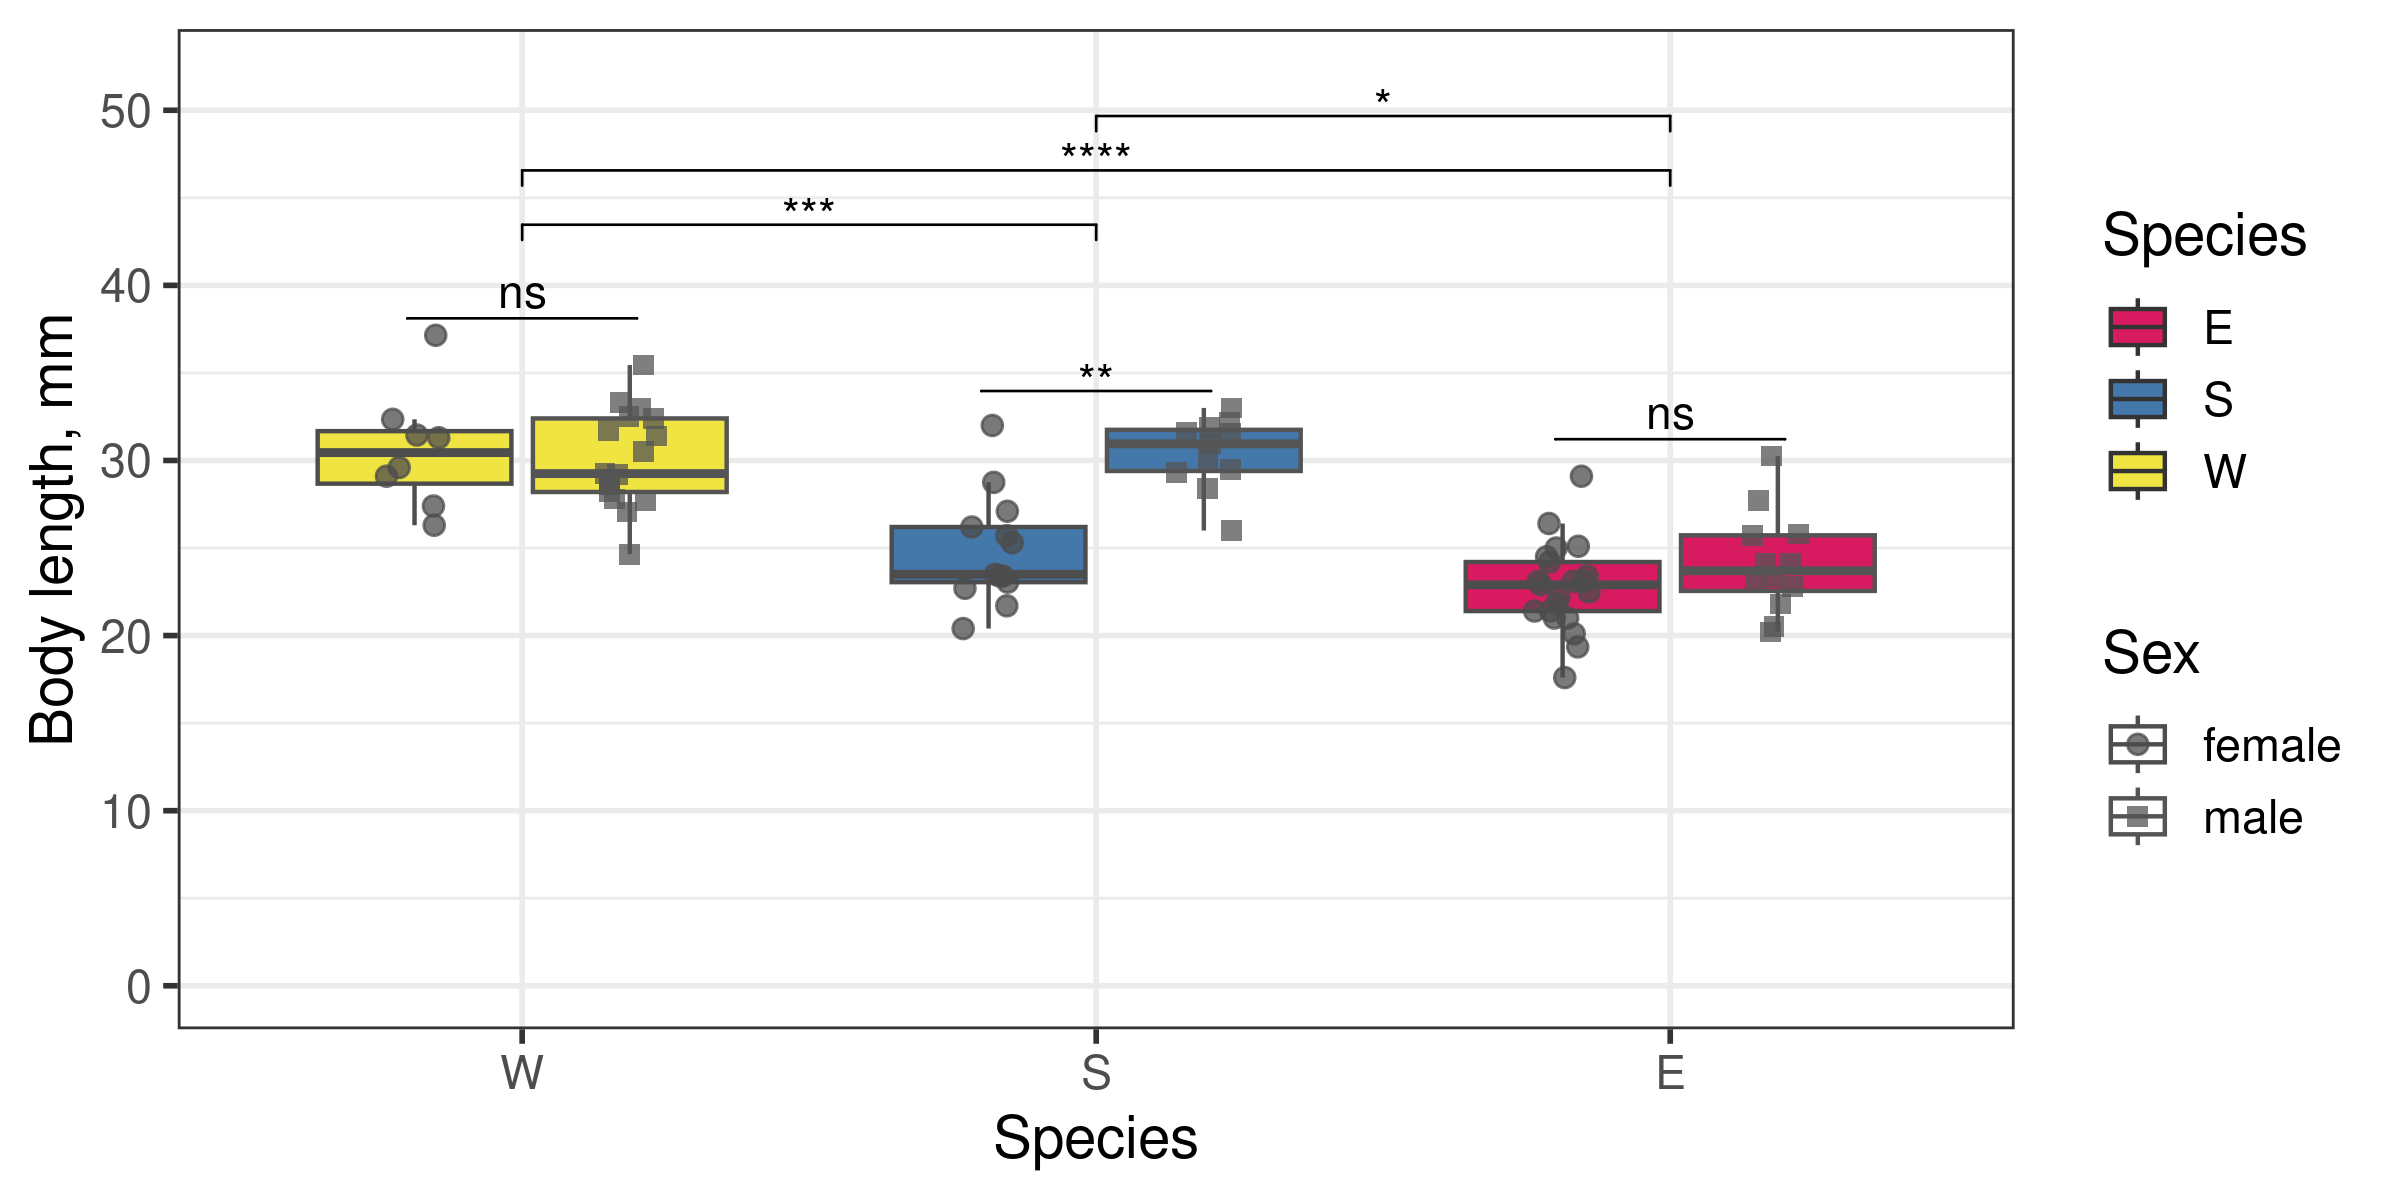 50
40
30
20
10
0
Body length, mm
*
****
***
ns
**
ns
W
S
E
Species
Species
E
S
W
Sex
female
male